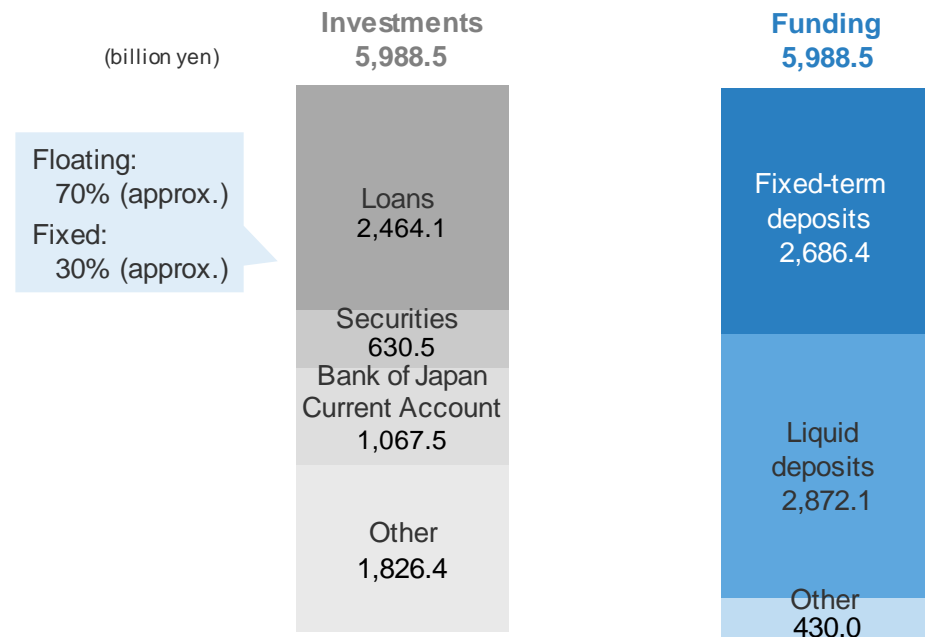 (billion yen)
Investments
5,988.5
Funding
5,988.5
Floating:
70% (approx.)
Fixed:
30% (approx.)
Loans
2,464.1
Securities
630.5
Bank of Japan
Current Account
1,067.5
Other
1,826.4
Fixed-term
deposits
2,686.4
Liquid
deposits
2,872.1
Other
430.0